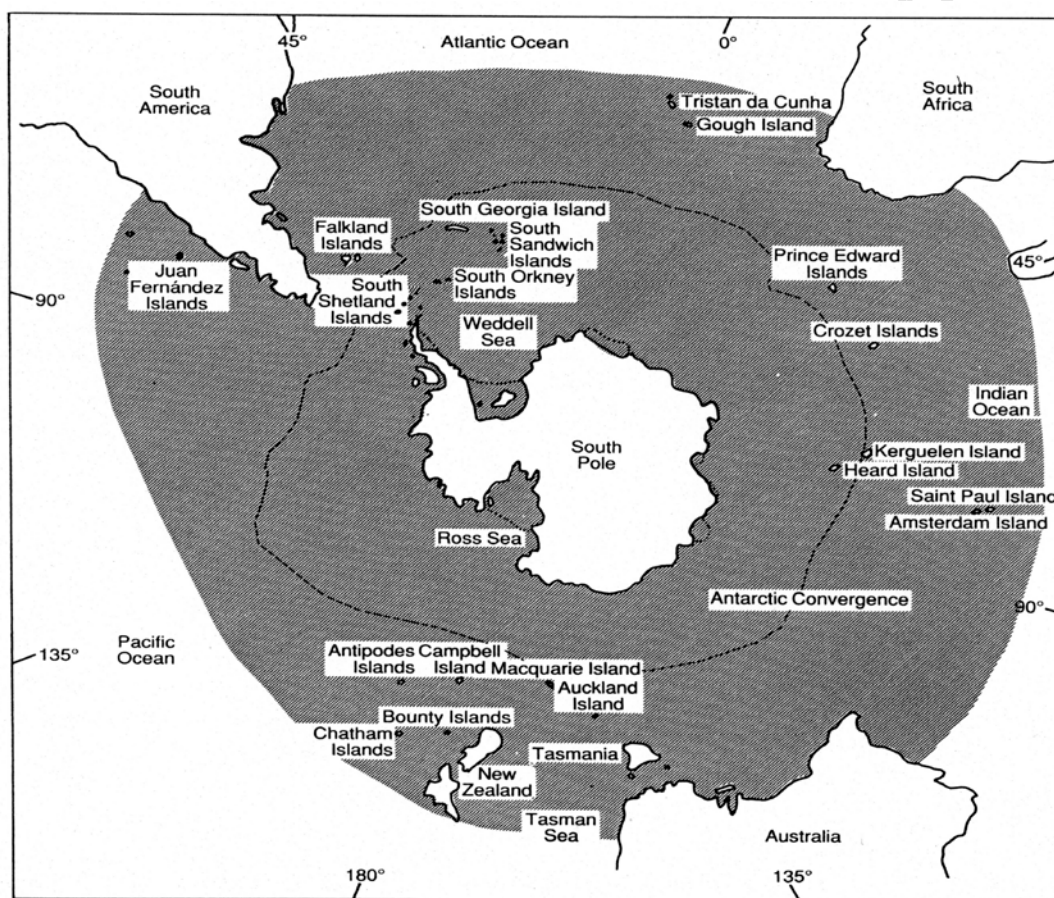 45°
Atlantic Ocean
0°
South
America
South
Africa
Tristan da Cunha
Gough Island
South Georgia Island
Falkland
Islands
South
Sandwich
Islands
Prince Edward
Islands
45°
Juan
Fernández
Islands
South
Shetland
Islands
South Orkney
Islands
90°
Weddell
Sea
Crozet Islands
Indian
Ocean
South
Pole
Kerguelen Island
Heard Island
Saint Paul Island
Amsterdam Island
Ross Sea
Antarctic Convergence
90°
Pacific
Ocean
135°
Antipodes
Islands
Campbell
Island
Macquarie Island
Auckland
Island
Bounty Islands
Chatham
Islands
Tasmania
New
Zealand
Tasman
Sea
Australia
180°
135°